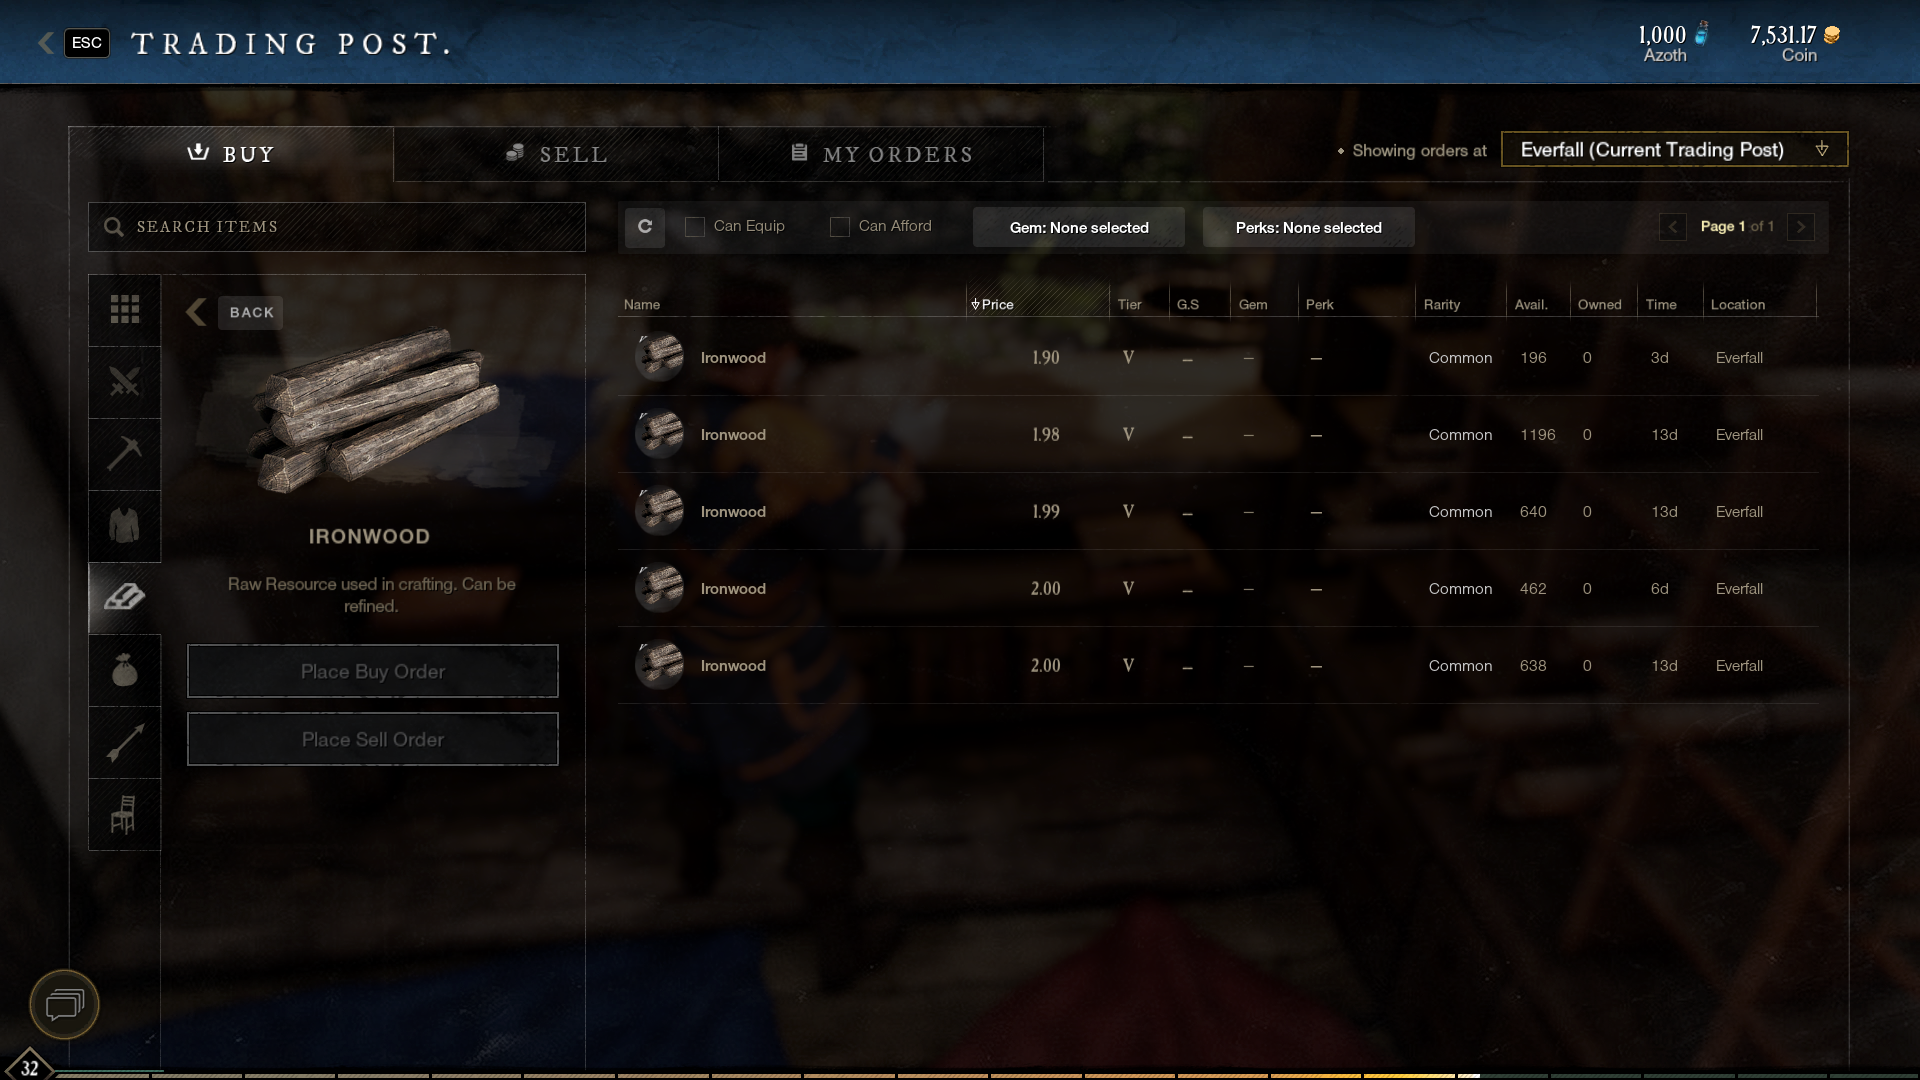 ESC TRADING POST.
1,000
Azoth
7,531.17
Coin
BUY
SELL
MY ORDERS
Showing orders at
Everfall (Current Trading Post)
SEARCH ITEMS
Can Equip
Can Afford
Gem: None selected
Perks: None selected
Page 1 of 1
BACK
IRONWOOD
Raw Resource used in crafting. Can be
refined.
Place Buy Order
Place Sell Order
Name Price Tier G.S Gem Perk Rarity Avail. Owned Time Location
Ironwood 1.90 V – – – Common 196 0 3d Everfall
Ironwood 1.98 V – – – Common 1196 0 13d Everfall
Ironwood 1.99 V – – – Common 640 0 13d Everfall
Ironwood 2.00 V – – – Common 462 0 6d Everfall
Ironwood 2.00 V – – – Common 638 0 13d Everfall
32